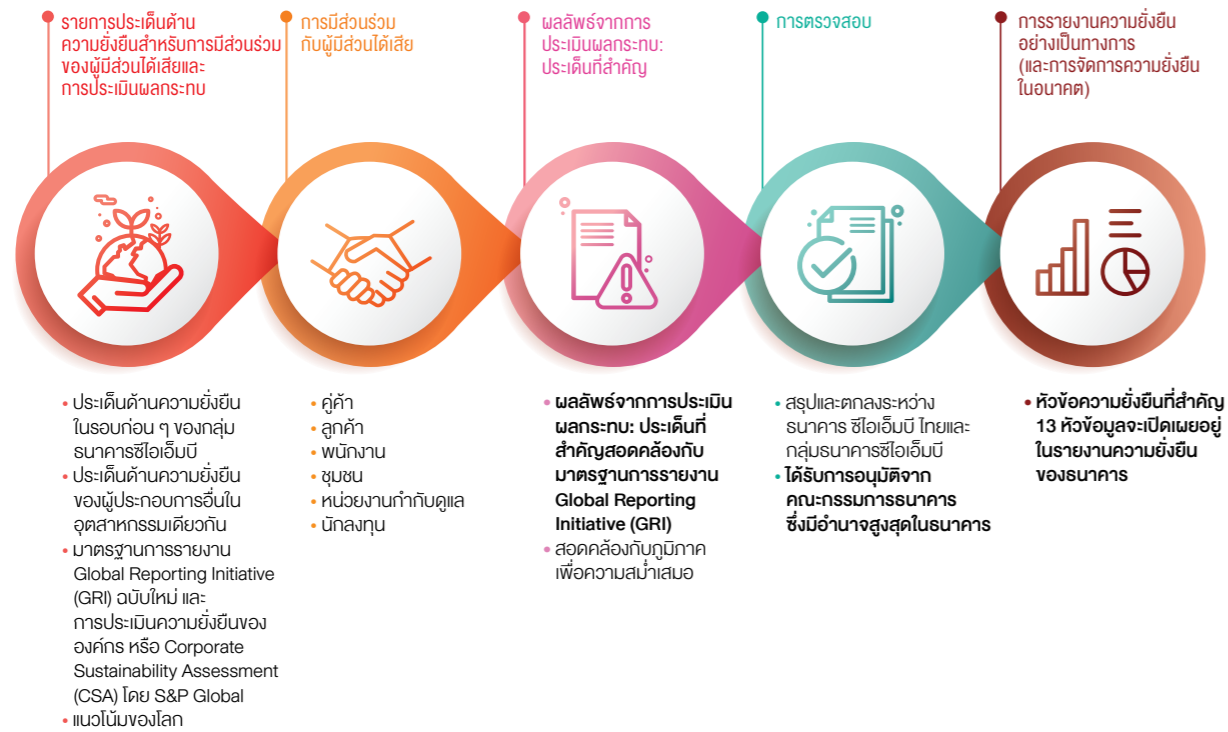 รายการประเด็นด้าน
ความยั่งยืนสำหรับการมีส่วนร่วม
ของผู้มีส่วนได้เสียและ
การประเมินผลกระทบ
การมีส่วนร่วม
กับผู้มีส่วนได้เสีย
ผลลัพธ์จากการ
ประเมินผลกระทบ:
ประเด็นที่สำคัญ
การตรวจสอบ
การรายงานความยั่งยืน
อย่างเป็นทางการ
(และการจัดการความยั่งยืน
ในอนาคต)
• ประเด็นด้านความยั่งยืน
ในรอบก่อน ๆ ของกลุ่ม
ธนาคารซีไอเอ็มบี
• ประเด็นด้านความยั่งยืน
ของผู้ประกอบการอื่นใน
อุตสาหกรรมเดียวกัน
• มาตรฐานการรายงาน
Global Reporting Initiative
(GRI) ฉบับใหม่ และ
การประเมินความยั่งยืนของ
องค์กร หรือ Corporate
Sustainability Assessment
(CSA) โดย S&P Global
• แนวโน้มของโลก
• คู่ค้า
• ลูกค้า
• พนักงาน
• ชุมชน
• หน่วยงานกำกับดูแล
• นักลงทุน
• ผลลัพธ์จากการประเมิน
ผลกระทบ: ประเด็นที่
สำคัญสอดคล้องกับ
มาตรฐานการรายงาน
Global Reporting
Initiative (GRI)
• สอดคล้องกับภูมิภาค
เพื่อความสม่ำเสมอ
• สรุปและตกลงระหว่าง
ธนาคาร ซีไอเอ็มบี ไทยและ
กลุ่มธนาคารซีไอเอ็มบี
• ได้รับการอนุมัติจาก
คณะกรรมการธนาคาร
ซึ่งมีอำนาจสูงสุดในธนาคาร
• หัวข้อความยั่งยืนที่สำคัญ
13 หัวข้อมูลจะเปิดเผยอยู่
ในรายงานความยั่งยืน
ของธนาคาร